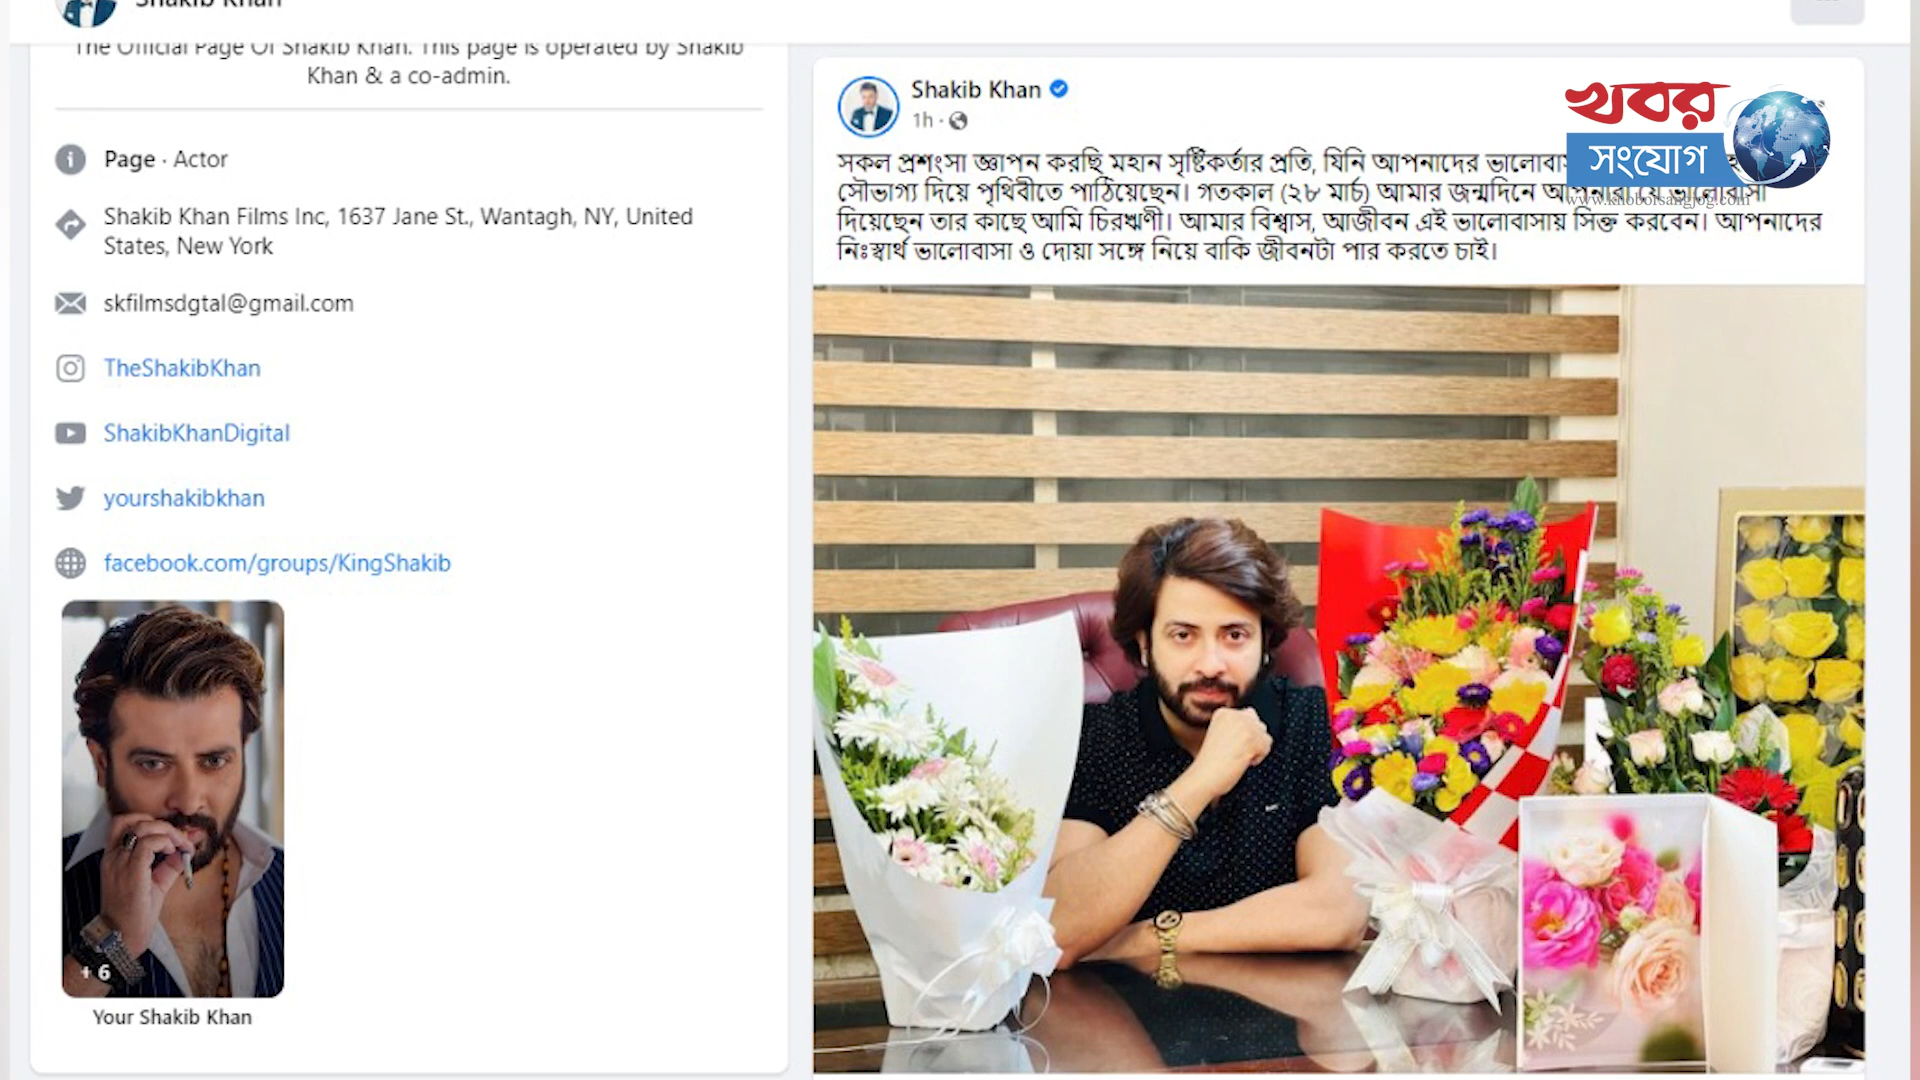 Shakib Khan
The Official Page Of Shakib Khan. This page is operated by Shakib
Khan & a co-admin.
Page · Actor
Shakib Khan Films Inc, 1637 Jane St., Wantagh, NY, United
States, New York
skfilmsdgtal@gmail.com
TheShakibKhan
ShakibKhanDigital
yourshakibkhan
facebook.com/groups/KingShakib
+ 6
Your Shakib Khan
Shakib Khan
1h ·
সকল প্রশংসা জ্ঞাপন করছি মহান সৃষ্টিকর্তার প্রতি, যিনি আপনাদের
সৌভাগ্য দিয়ে পৃথিবীতে পাঠিয়েছেন। গতকাল (২৮ মার্চ) আমার জন্মদিনে আপনারা যে ভালোবাসা
দিয়েছেন তার কাছে আমি চিরঋণী। আমার বিশ্বাস, আজীবন এই ভালোবাসায় সিক্ত করবেন। আপনাদের
নিঃস্বার্থ ভালোবাসা ও দোয়া সঙ্গে নিয়ে বাকি জীবনটা পার করতে চাই।
খবর
সংযোগ
www.khoborsangjog.com